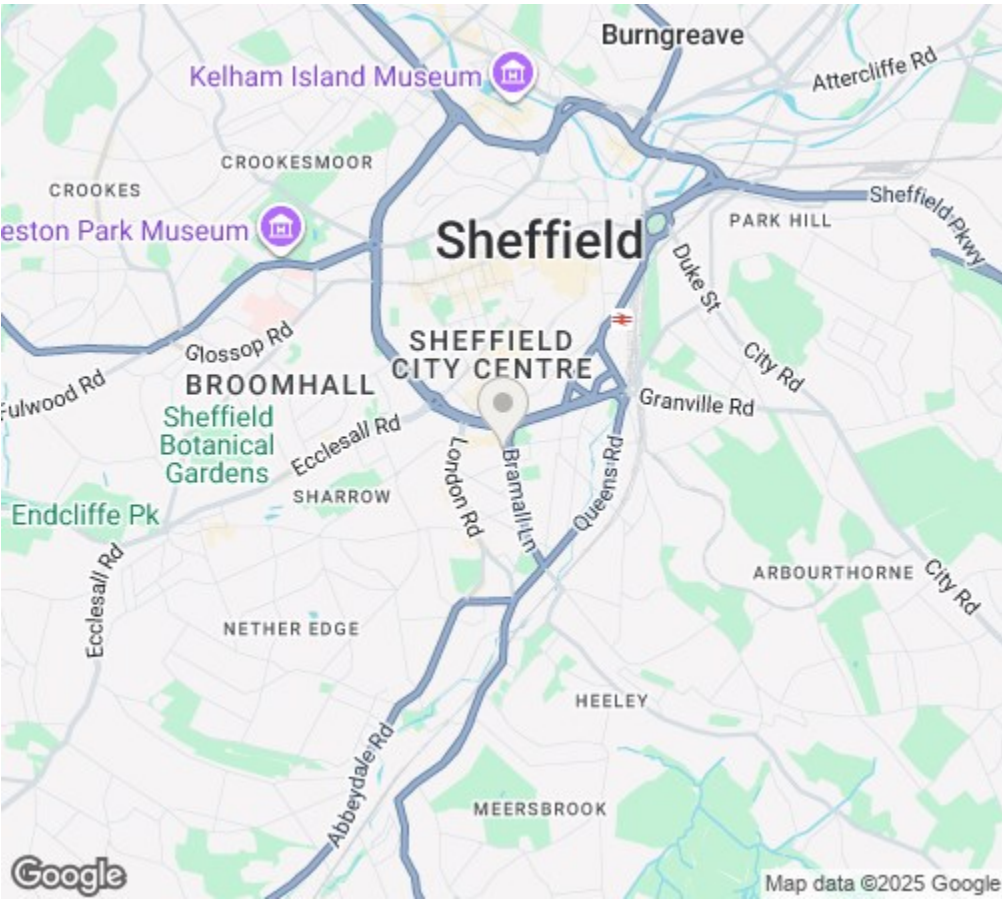 Burngreave
Kelham Island Museum
Attercliffe Rd
CROOKESMOOR
CROOKES
Sheffield Pkwy
eston Park Museum
PARK HILL
Sheffield
Duke St
SHEFFIELD
CITY CENTRE
Glossop Rd
City Rd
BROOMHALL
Fulwood Rd
Granville Rd
Sheffield
Botanical
Gardens
Ecclesall Rd
London Rd
Bramall Ln
Queens Rd
SHARROW
Endcliffe Pk
Ecclesall Rd
ARBOURTHORNE
City Rd
NETHER EDGE
HEELEY
Abbeydale Rd
MEERSBROOK
Google
Map data ©2025 Google